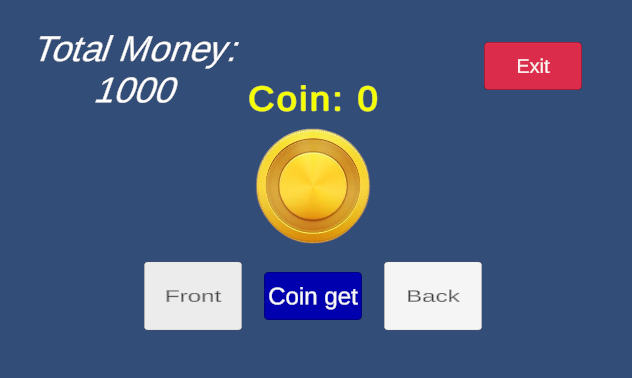 Total Money:
1000
Exit
Coin: 0
Front
Coin get
Back